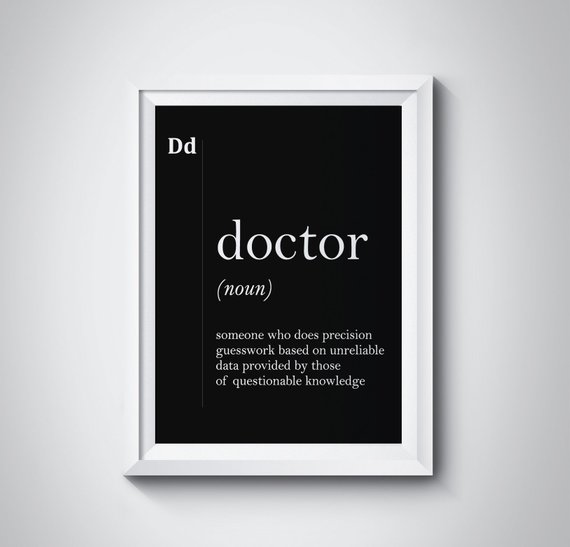 Dd
doctor
(noun)
someone who does precision
guesswork based on unreliable
data provided by those
of questionable knowledge